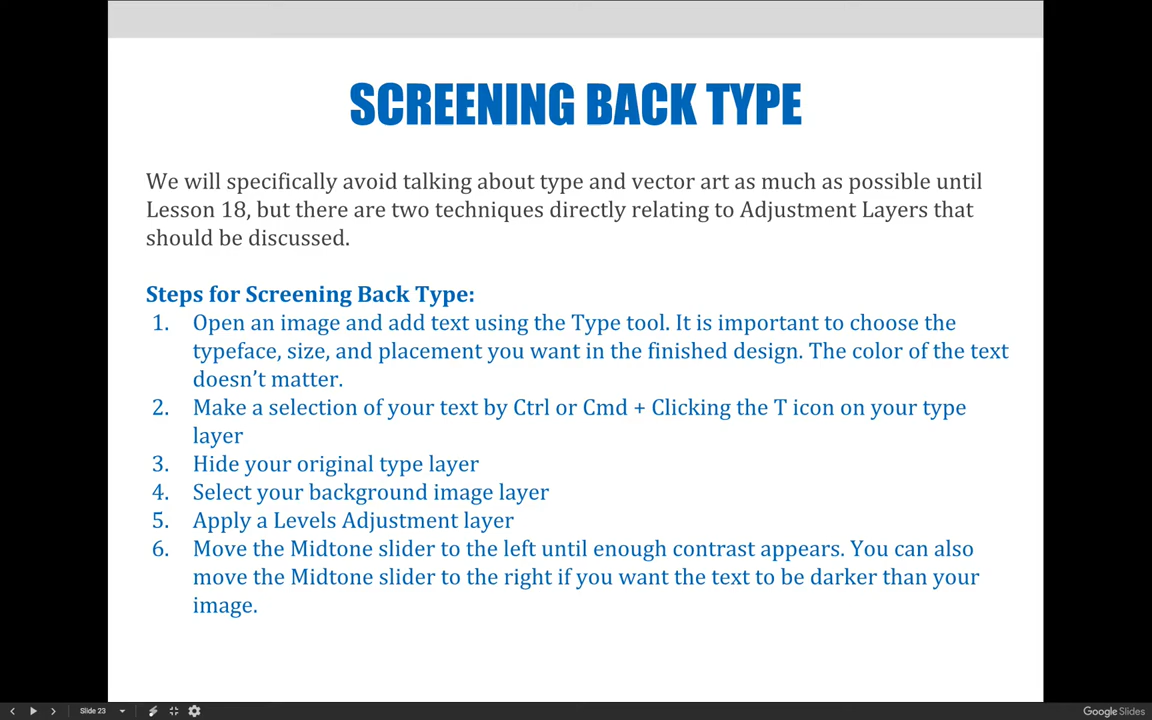 SCREENING BACK TYPE
We will specifically avoid talking about type and vector art as much as possible until
Lesson 18, but there are two techniques directly relating to Adjustment Layers that
should be discussed.
Steps for Screening Back Type:
1. Open an image and add text using the Type tool. It is important to choose the
typeface, size, and placement you want in the finished design. The color of the text
doesn’t matter.
2. Make a selection of your text by Ctrl or Cmd + Clicking the T icon on your type
layer
3. Hide your original type layer
4. Select your background image layer
5. Apply a Levels Adjustment layer
6. Move the Midtone slider to the left until enough contrast appears. You can also
move the Midtone slider to the right if you want the text to be darker than your
image.
Slide 23
Google Slides